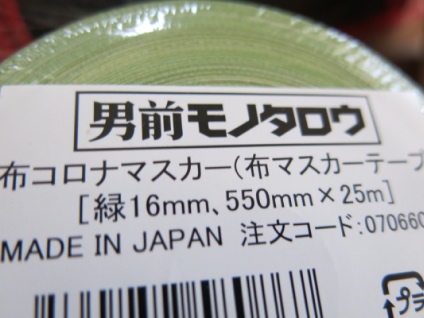 男前モノタロウ
布コロナマスカー(布マスカーテープ
[緑16mm、550mm×25m]
MADE IN JAPAN 注文コード:070660
プラ